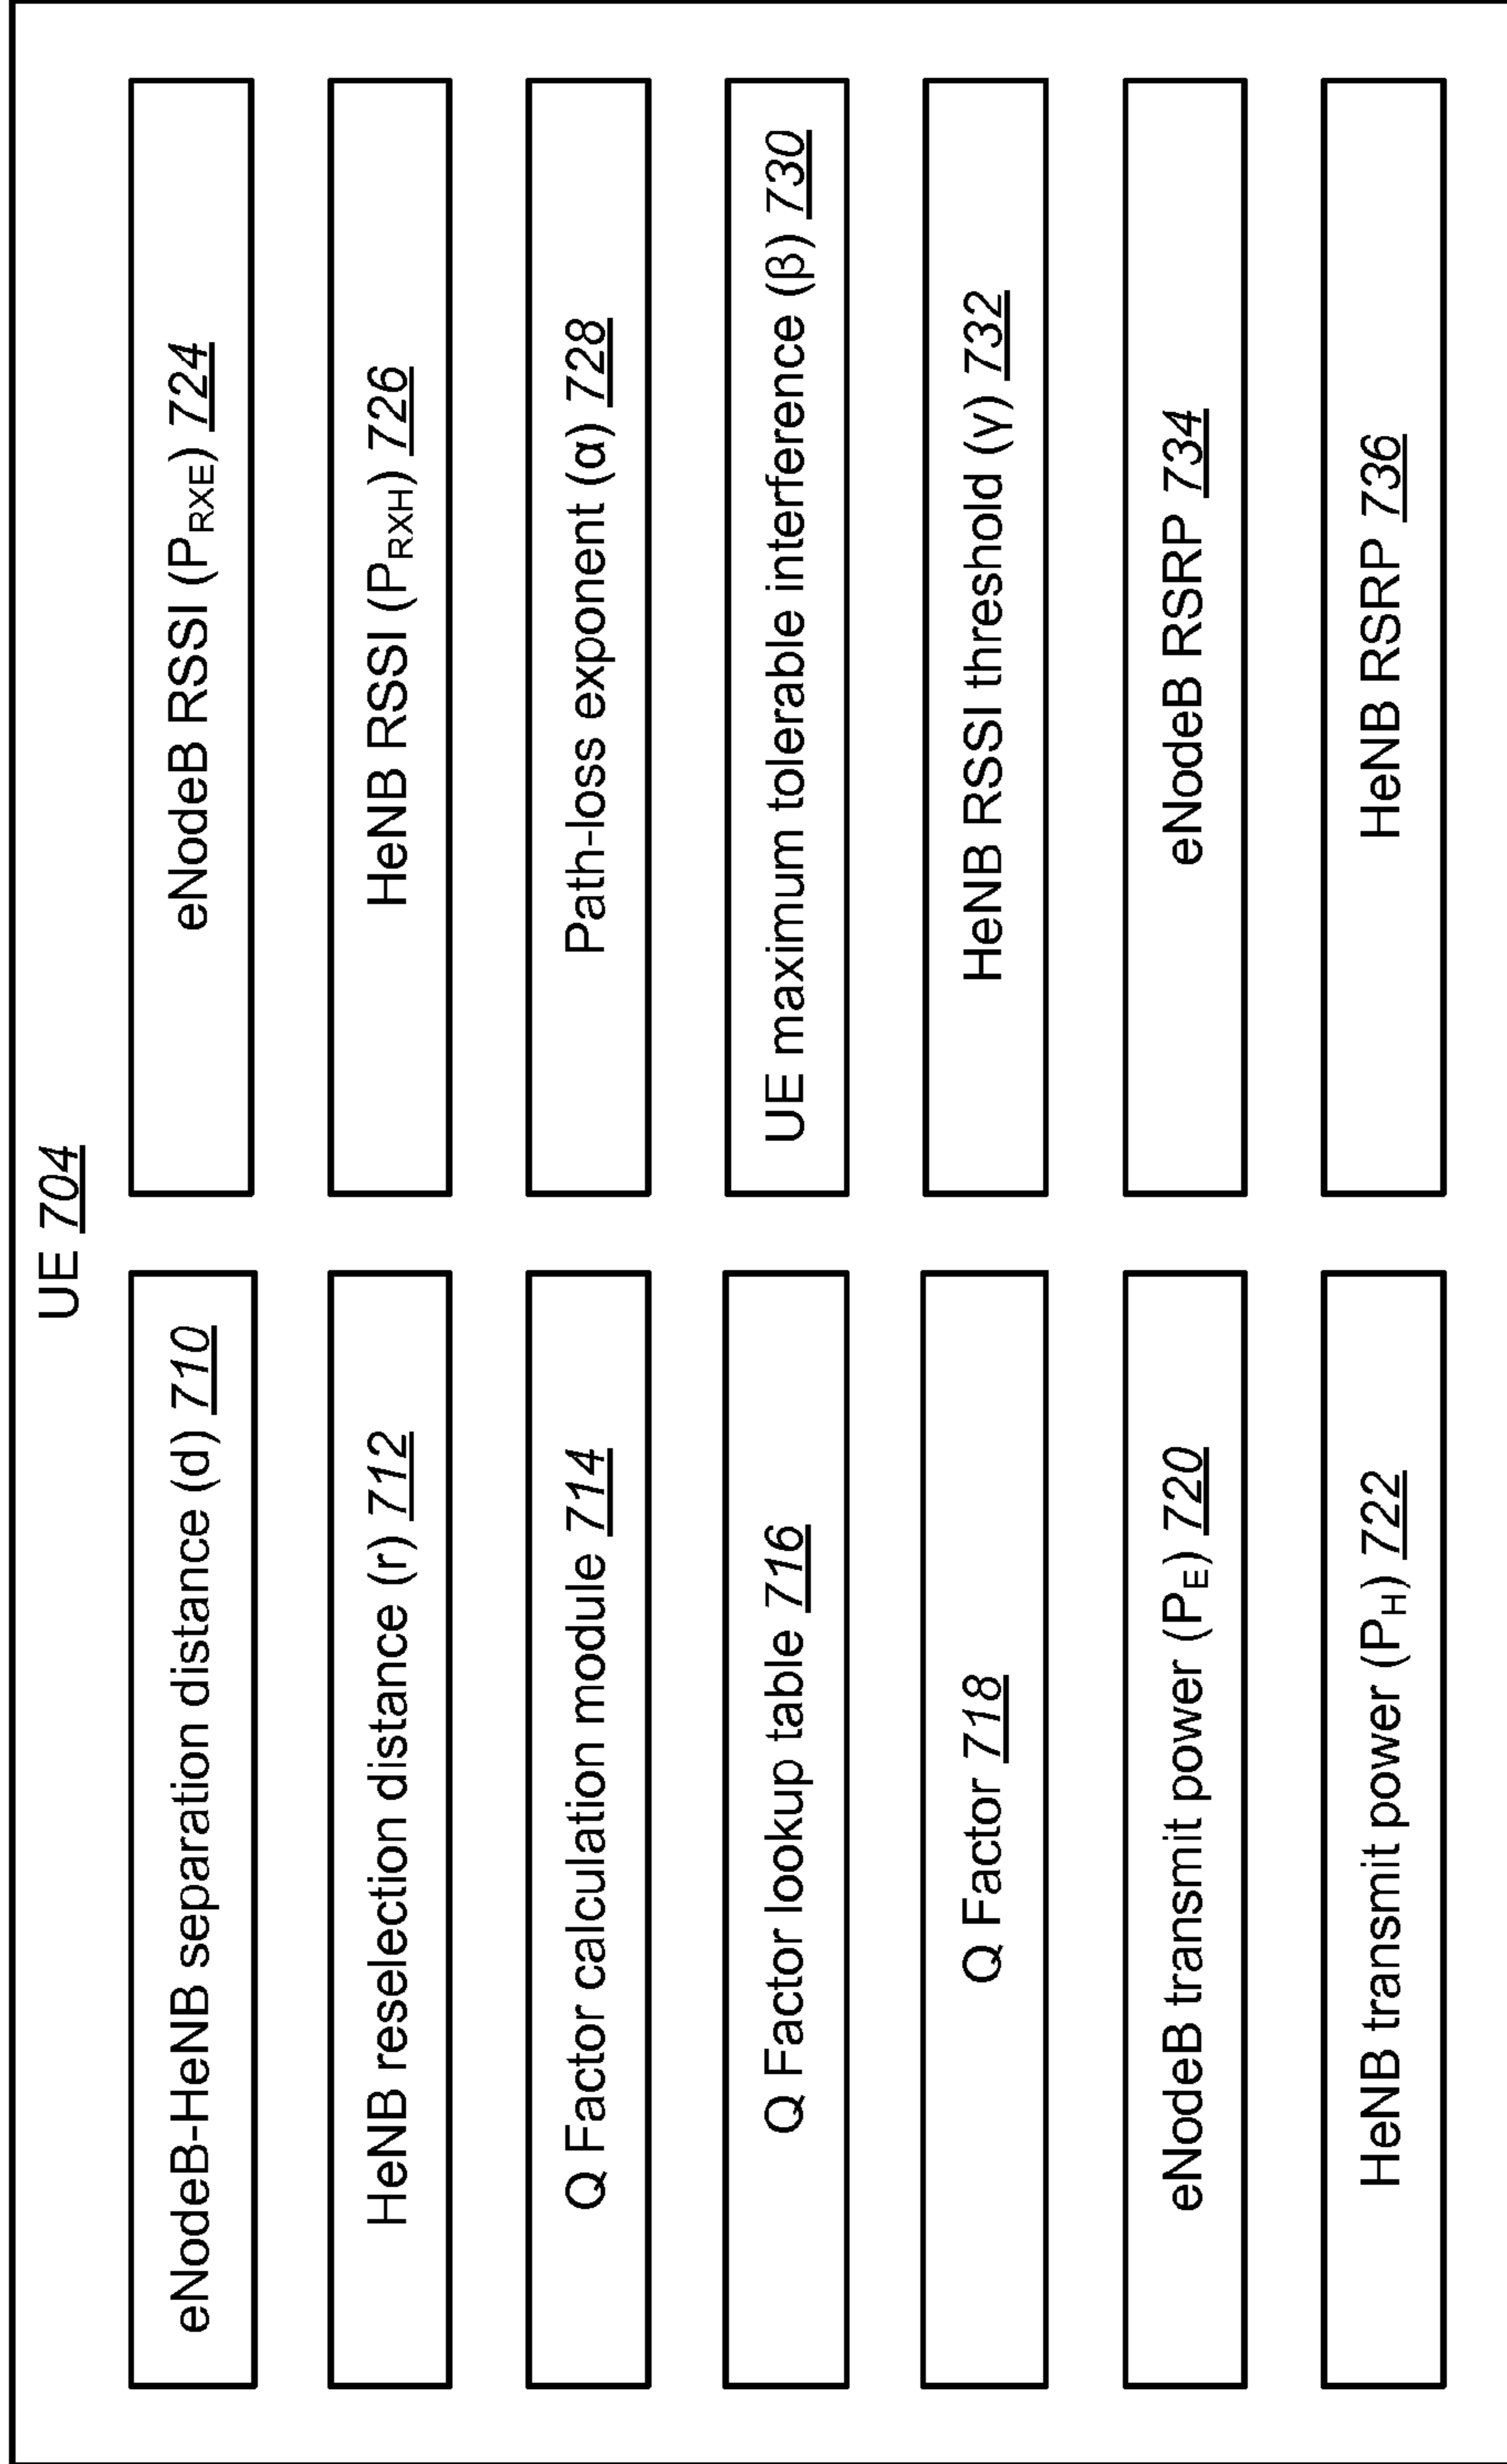 UE 704
eNodeB-HeNB separation distance (d) 710
HeNB reselection distance (r) 712
Q Factor calculation module 714
Q Factor lookup table 716
Q Factor 718
eNodeB transmit power (PE) 720
HeNB transmit power (PH) 722
eNodeB RSSI (PRXE) 724
HeNB RSSI (PRXH) 726
Path-loss exponent (α) 728
UE maximum tolerable interference (β) 730
HeNB RSSI threshold (γ) 732
eNodeB RSRP 734
HeNB RSRP 736